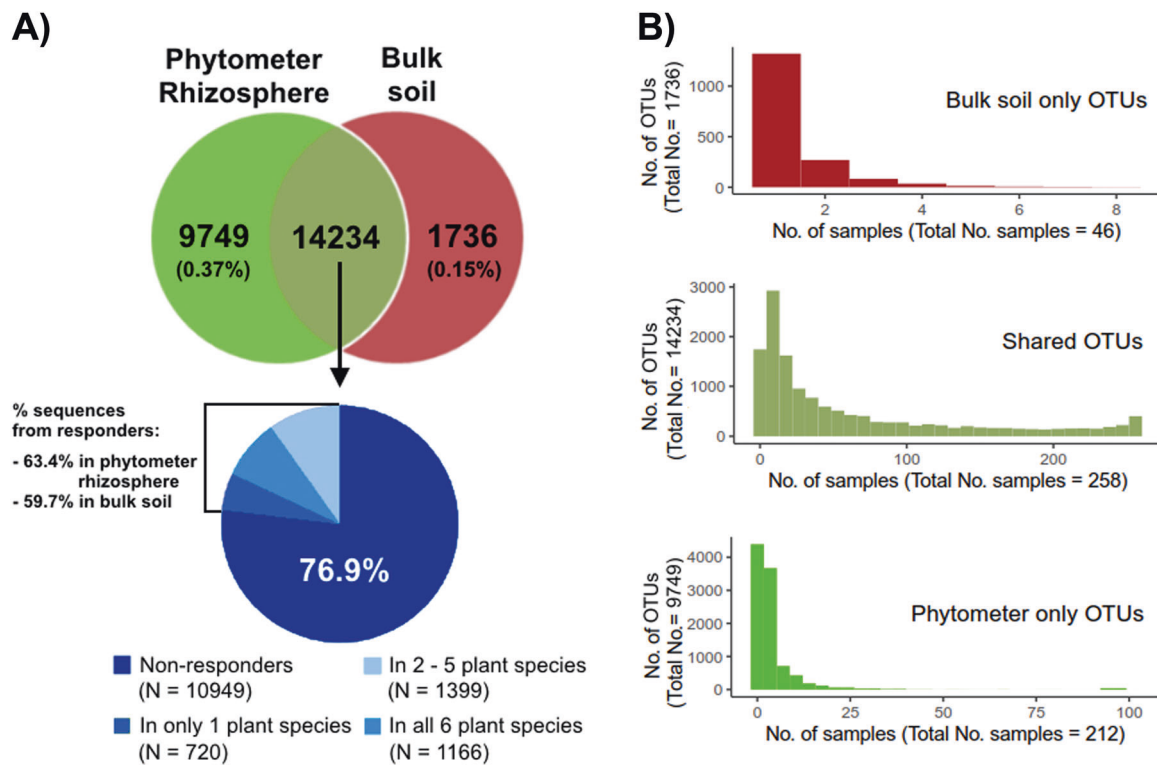 A)
Phytometer
Rhizosphere
Bulk
soil
9749
(0.37%)
14234
1736
(0.15%)
% sequences
from responders:
- 63.4% in phytometer
rhizosphere
- 59.7% in bulk soil
76.9%
Non-responders
(N = 10949)
In 2 - 5 plant species
(N = 1399)
In only 1 plant species
(N = 720)
In all 6 plant species
(N = 1166)
B)
No. of OTUs
(Total No.= 1736)
1000
500
0
Bulk soil only OTUs
2 4 6 8
No. of samples (Total No. samples = 46)
No. of OTUs
(Total No.= 14234)
3000
2000
1000
0
Shared OTUs
0 100 200
No. of samples (Total No. samples = 258)
No. of OTUs
(Total No.= 9749)
4000
3000
2000
1000
0
Phytometer only OTUs
0 25 50 75 100
No. of samples (Total No. samples = 212)